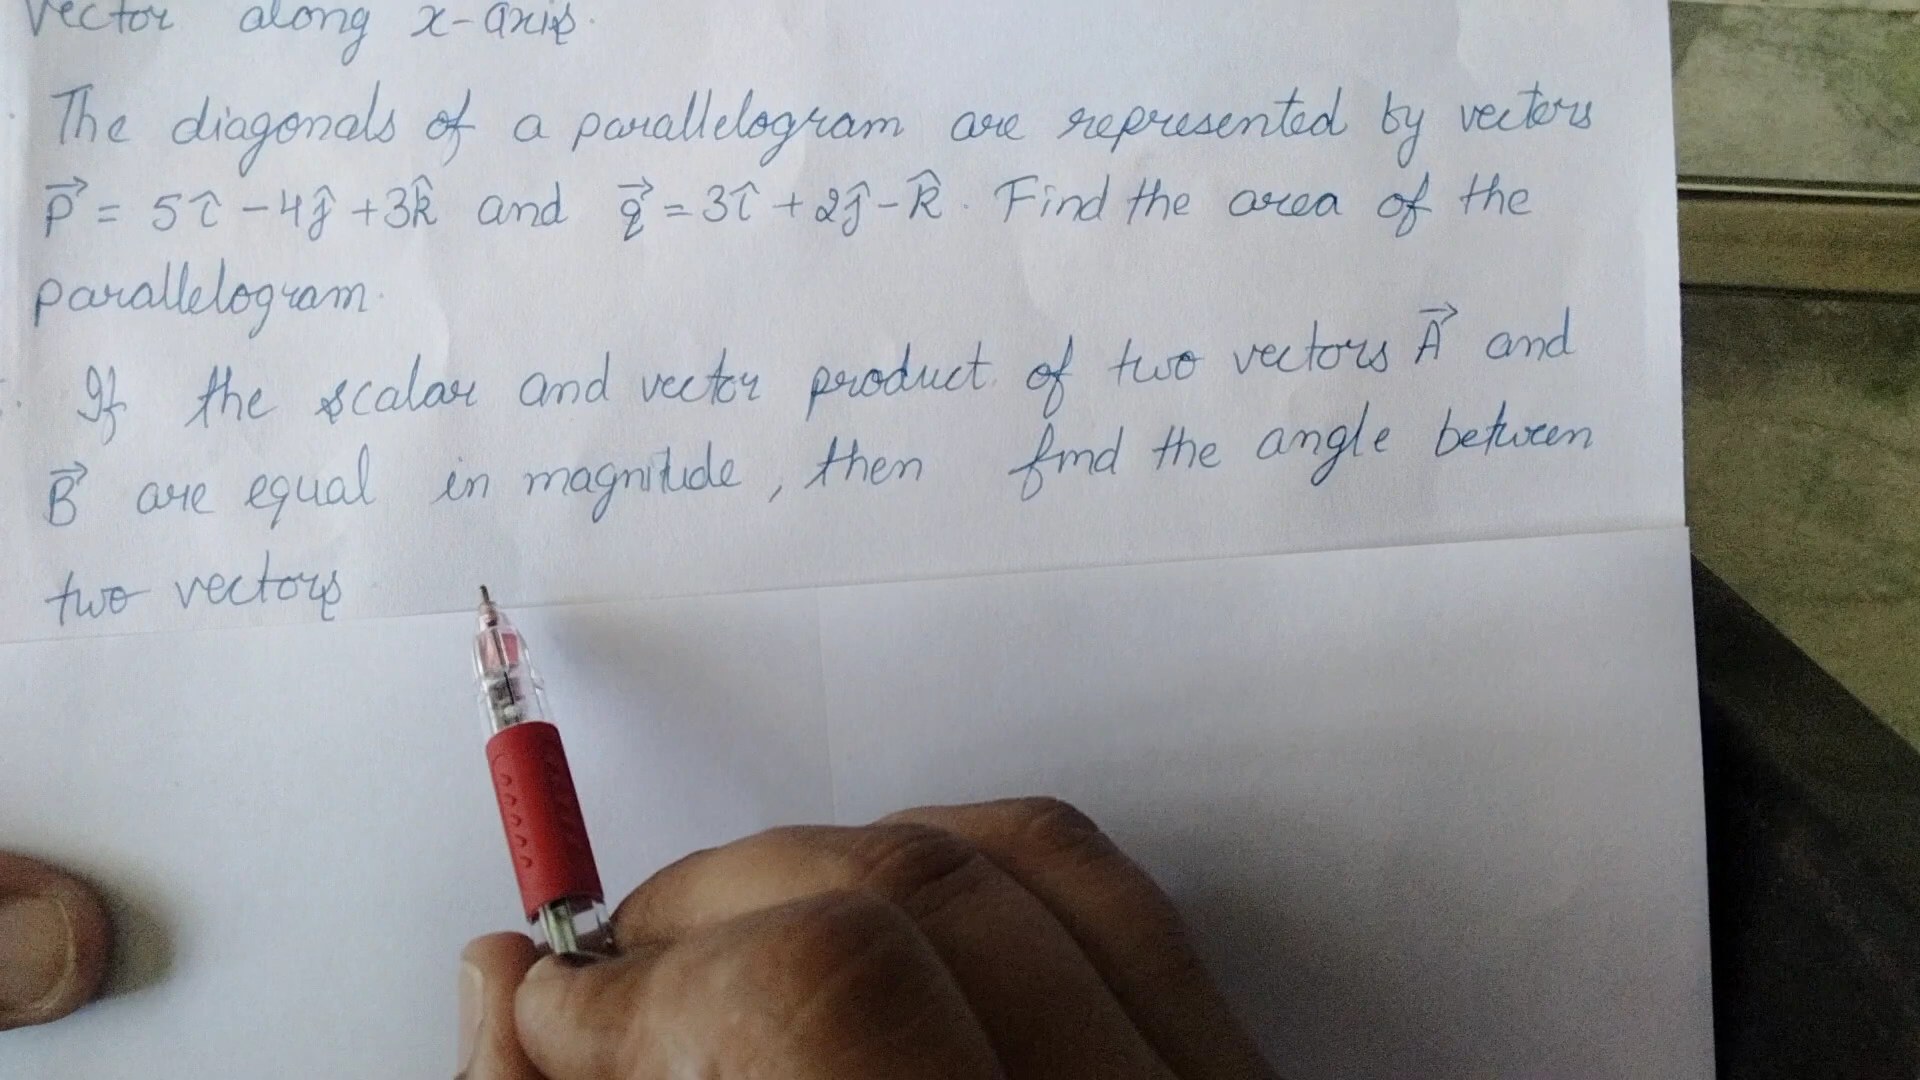 vector along x-axis.
The diagonals of a parallelogram are represented by vectors
p⃗ = 5î - 4ĵ + 3k̂ and q⃗ = 3î + 2ĵ - k̂. Find the area of the
parallelogram.
If the scalar and vector product of two vectors A⃗ and
B⃗ are equal in magnitude, then find the angle between
two vectors